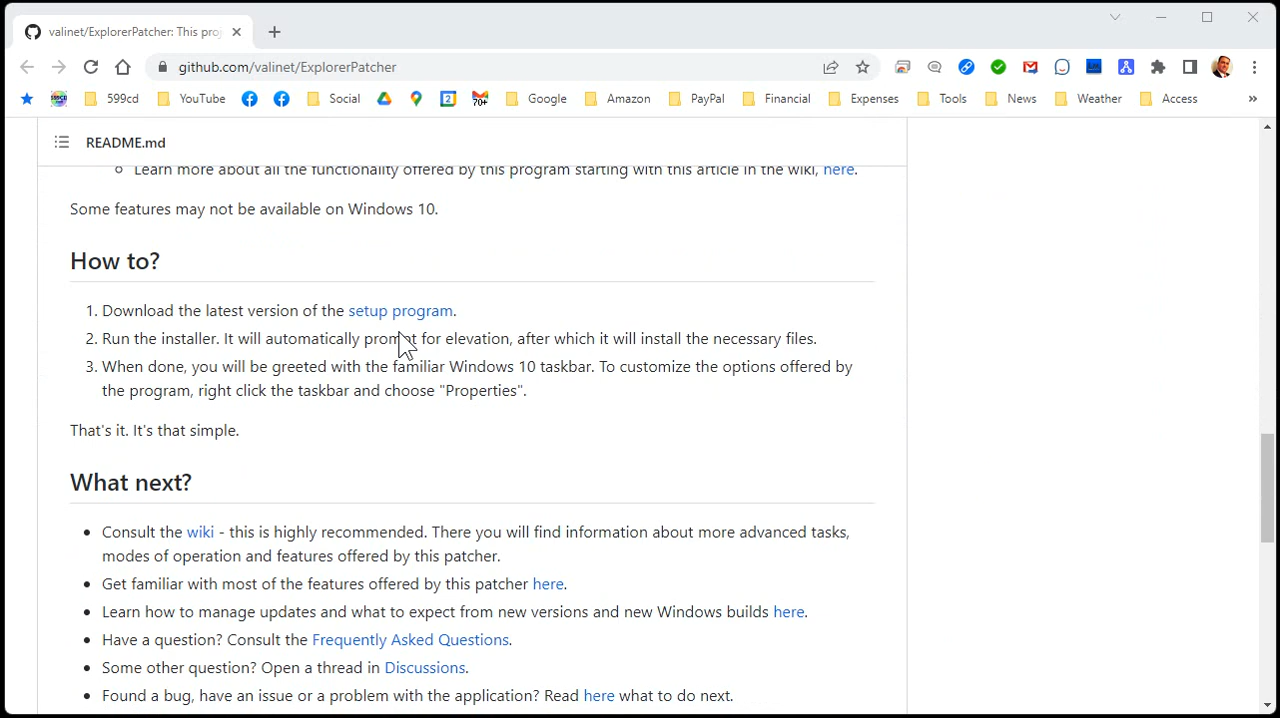 valinet/ExplorerPatcher: This pro
github.com/valinet/ExplorerPatcher
599cd YouTube Social 70+ Google Amazon PayPal Financial Expenses Tools News Weather Access »
README.md
Learn more about all the functionality offered by this program starting with this article in the wiki, here.
Some features may not be available on Windows 10.
How to?
1. Download the latest version of the setup program.
2. Run the installer. It will automatically prompt for elevation, after which it will install the necessary files.
3. When done, you will be greeted with the familiar Windows 10 taskbar. To customize the options offered by
the program, right click the taskbar and choose "Properties".
That's it. It's that simple.
What next?
Consult the wiki - this is highly recommended. There you will find information about more advanced tasks,
modes of operation and features offered by this patcher.
Get familiar with most of the features offered by this patcher here.
Learn how to manage updates and what to expect from new versions and new Windows builds here.
Have a question? Consult the Frequently Asked Questions.
Some other question? Open a thread in Discussions.
Found a bug, have an issue or a problem with the application? Read here what to do next.